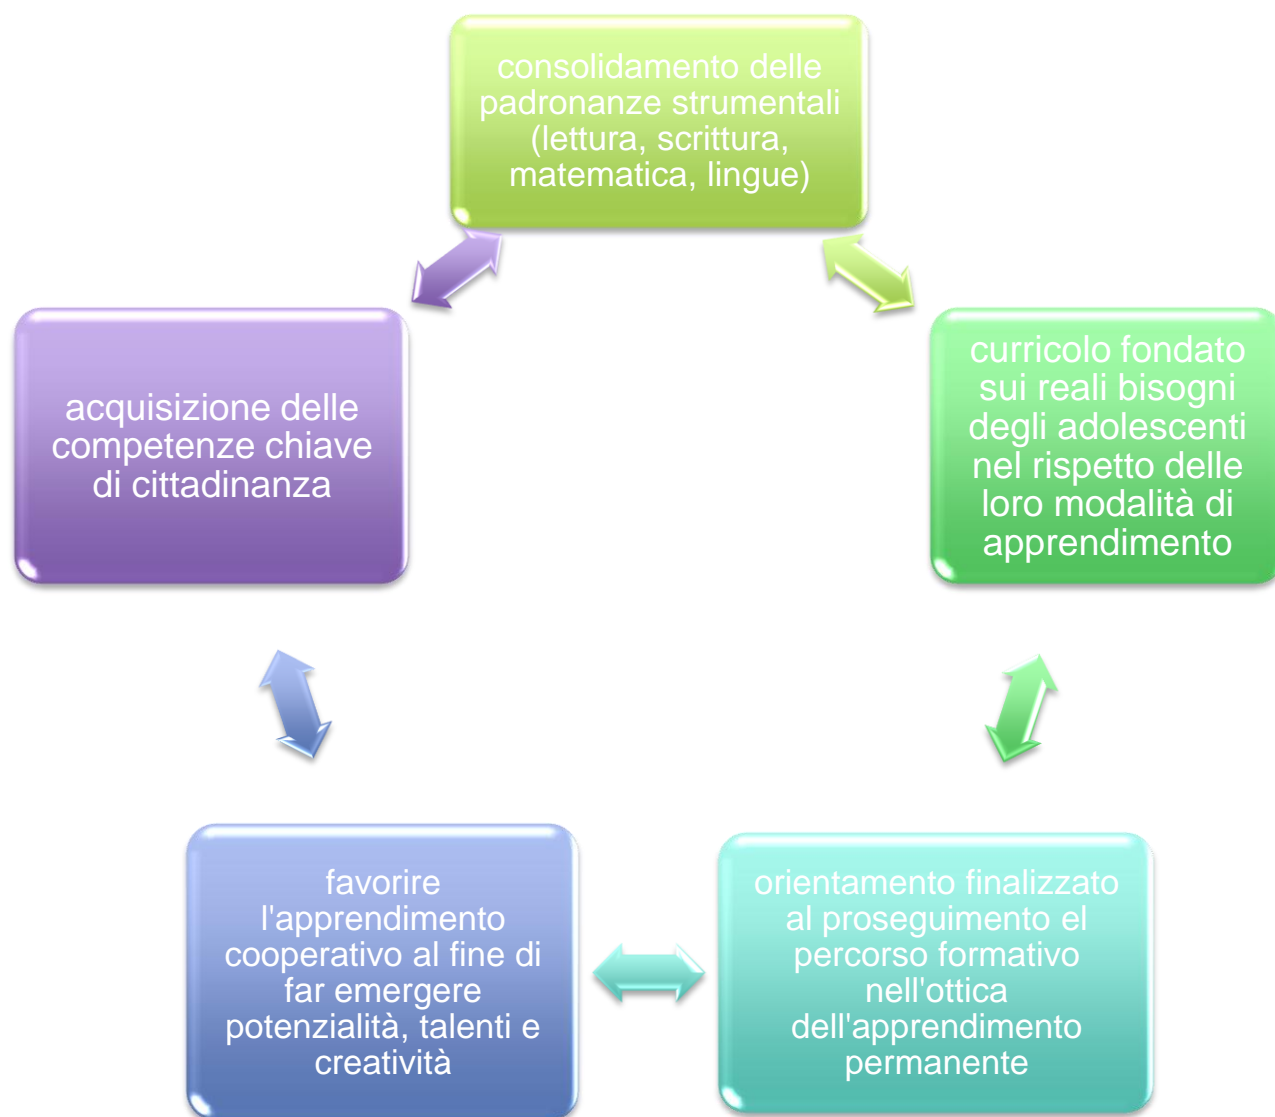 consolidamento delle
padronanze strumentali
(lettura, scrittura,
matematica, lingue)
acquisizione delle
competenze chiave
di cittadinanza
curricolo fondato
sui reali bisogni
degli adolescenti
nel rispetto delle
loro modalità di
apprendimento
favorire
l'apprendimento
cooperativo al fine di
far emergere
potenzialità, talenti e
creatività
orientamento finalizzato
al proseguimento el
percorso formativo
nell'ottica
dell'apprendimento
permanente